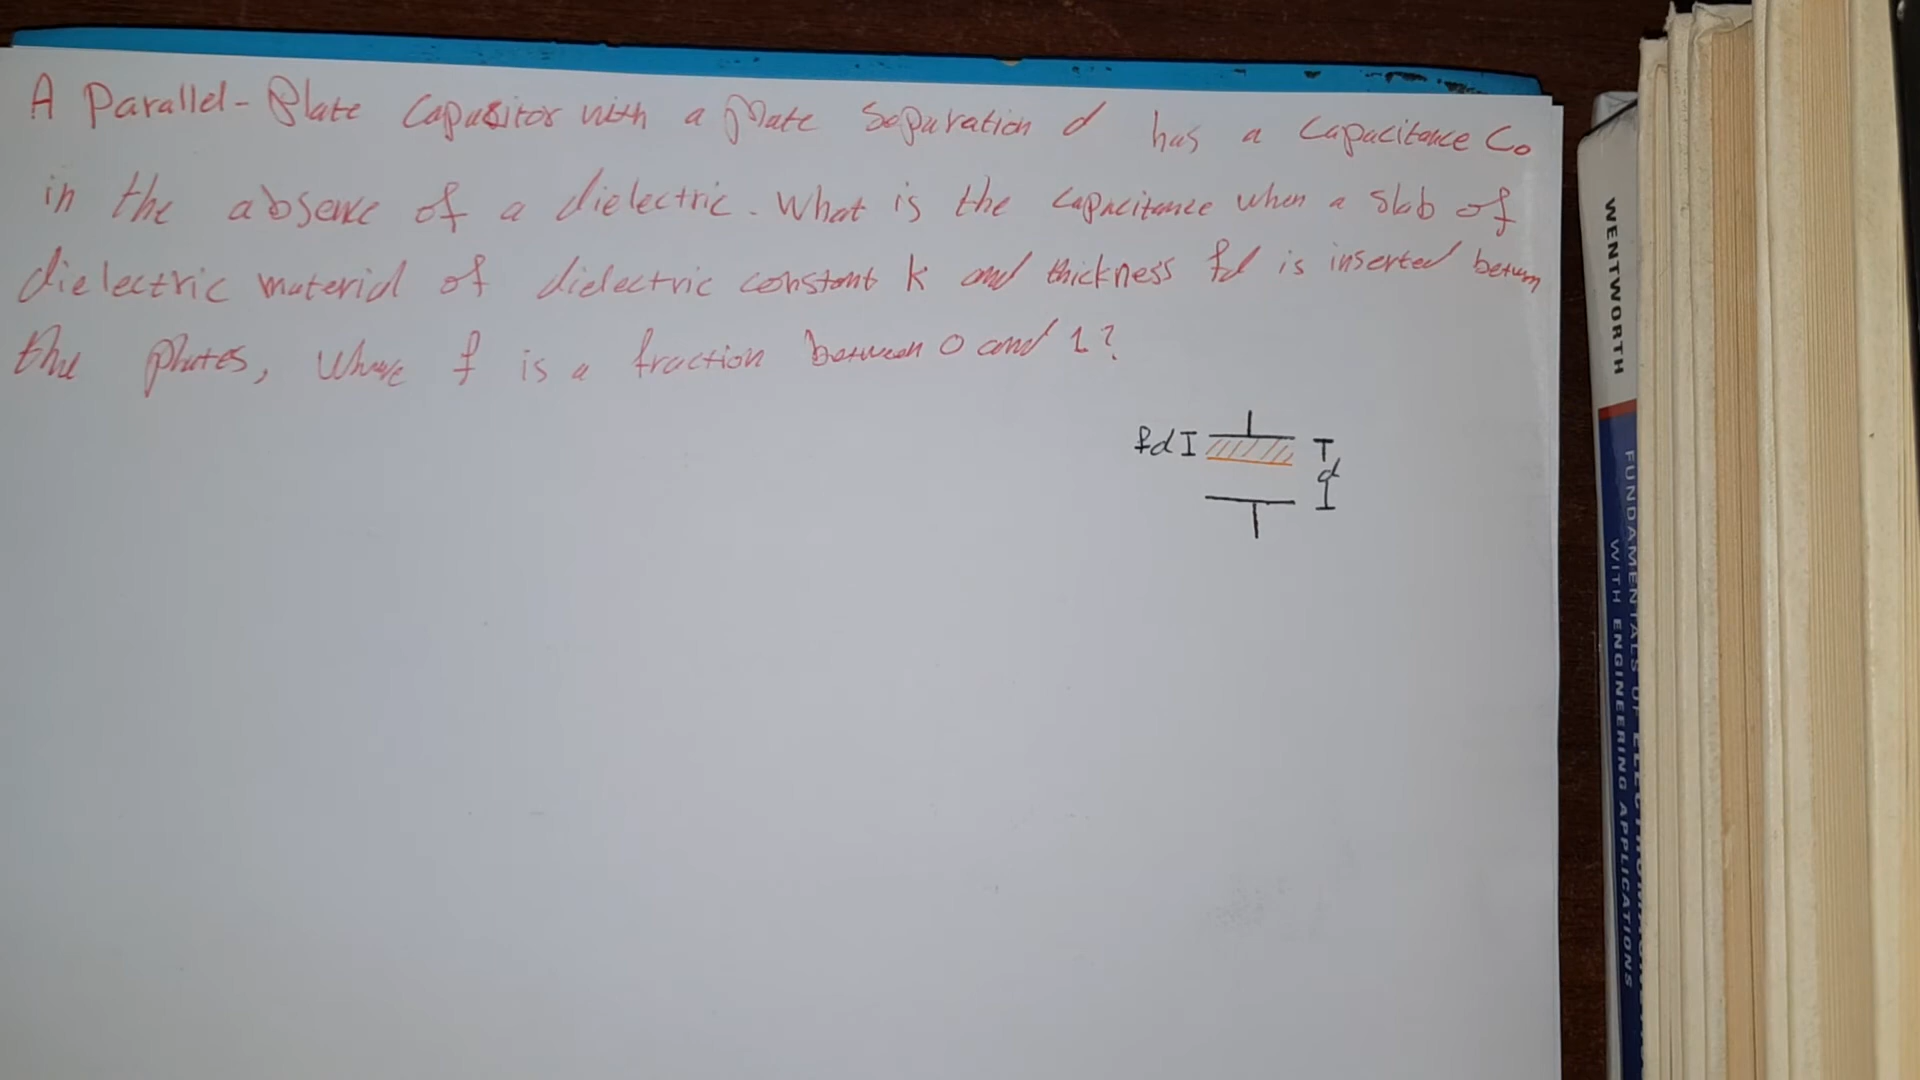 A Parallel-Plate Capacitor with a Plate Separation d has a Capacitance C₀
in the absence of a dielectric. What is the capacitance when a slab of
dielectric material of dielectric constant k and thickness fd is inserted between
the plates, where f is a fraction between 0 and 1?
fd
d
WENTWORTH
FUNDAMENTALS OF ELECTROMAGNETICS
WITH ENGINEERING APPLICATIONS